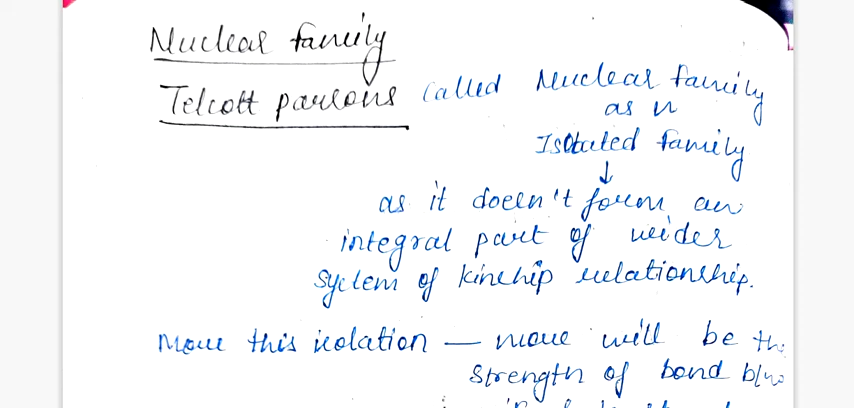 Nuclear family
Telcott parsons called Nuclear family
as
Isolated family
as it doesn't form an
integral part of wider
system of kinship relationship.
More this isolation — more will be the
strength of bond b/w